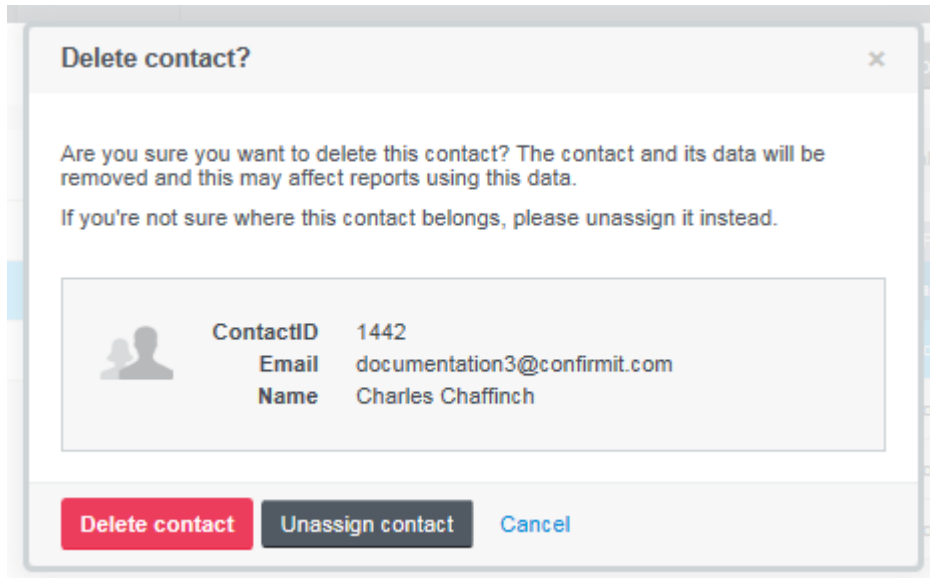 Delete contact?
×
Are you sure you want to delete this contact? The contact and its data will be
removed and this may affect reports using this data.
If you're not sure where this contact belongs, please unassign it instead.
ContactID 1442
Email documentation3@confirmit.com
Name Charles Chaffinch
Delete contact Unassign contact Cancel